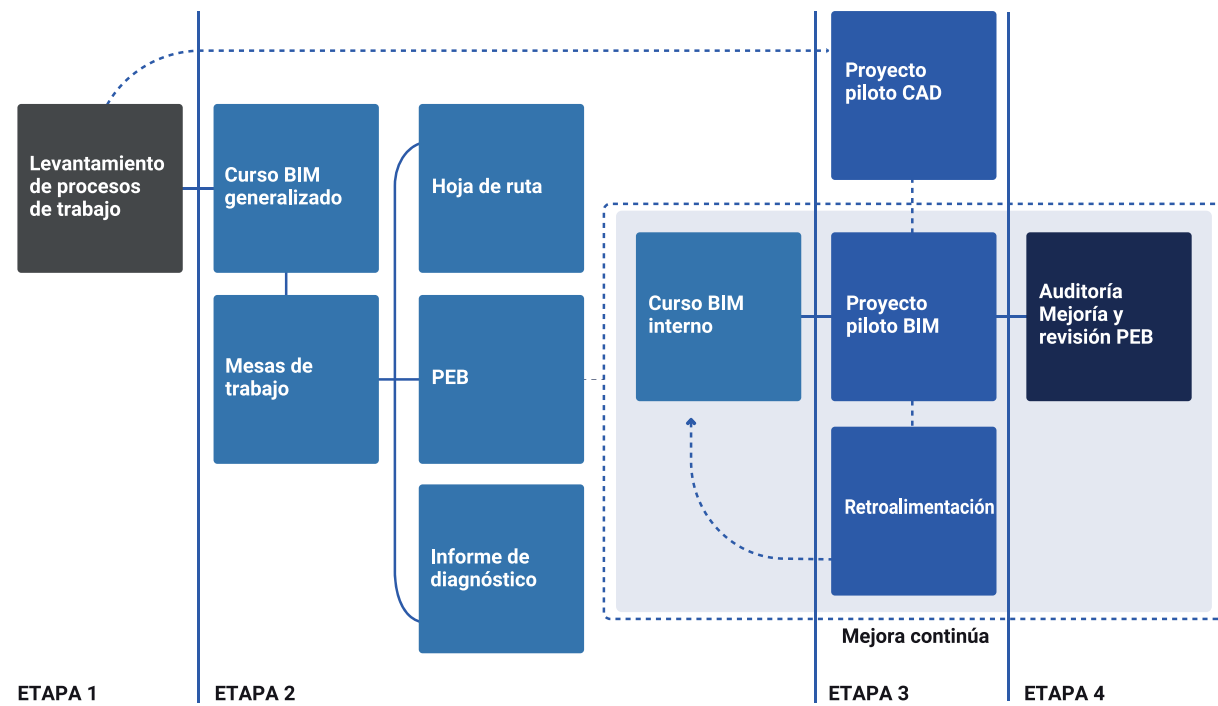 Levantamiento
de procesos
de trabajo
Curso BIM
generalizado
Mesas de
trabajo
Hoja de ruta
PEB
Informe de
diagnóstico
Curso BIM
interno
Proyecto
piloto CAD
Proyecto
piloto BIM
Retroalimentación
Auditoría
Mejoría y
revisión PEB
Mejora continúa
ETAPA 1
ETAPA 2
ETAPA 3
ETAPA 4